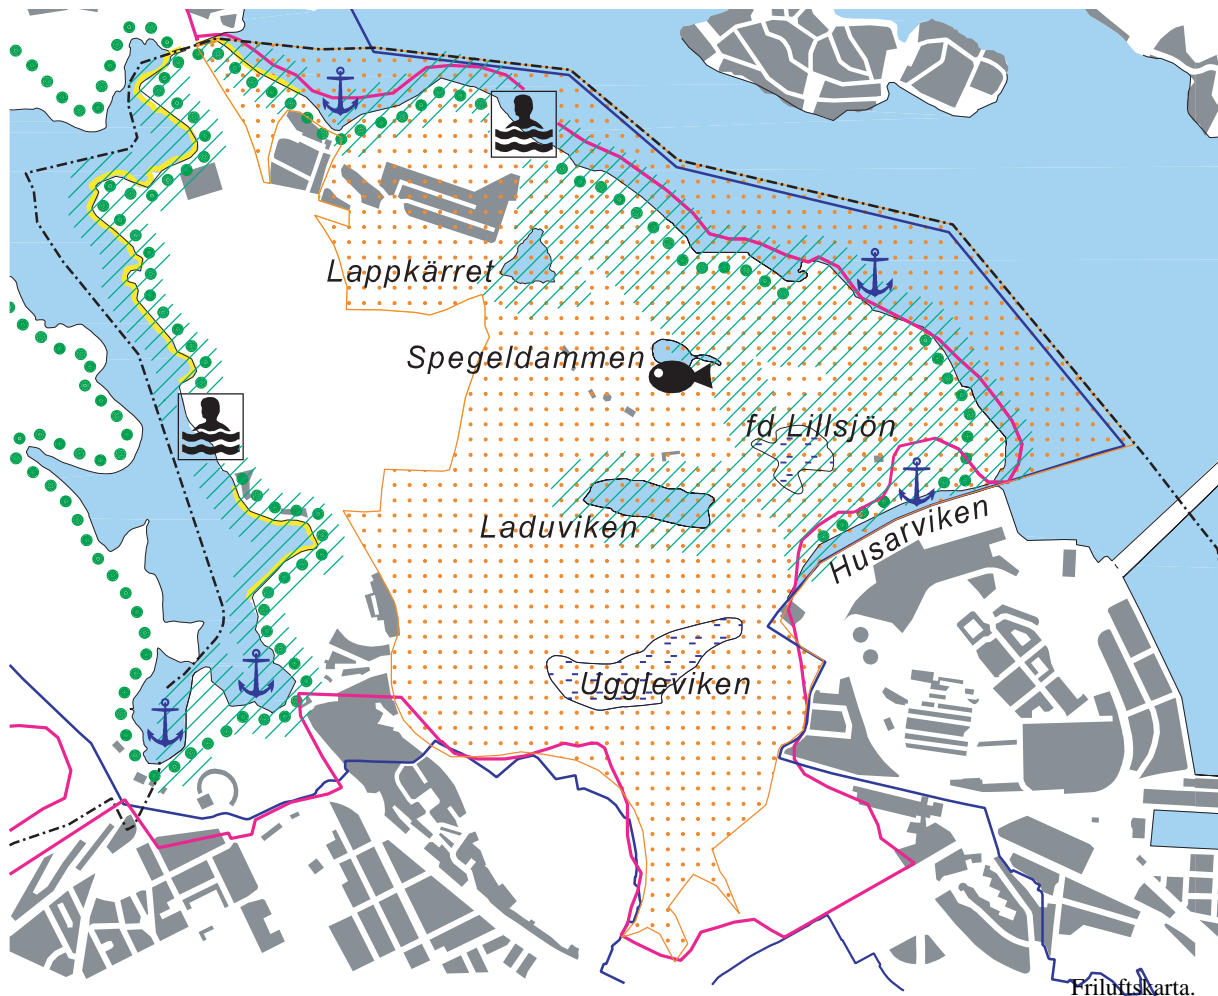 Lappkärret
Spegeldammen
fd Lillsjön
Laduviken
Husarviken
Uggleviken
Friluftskarta.